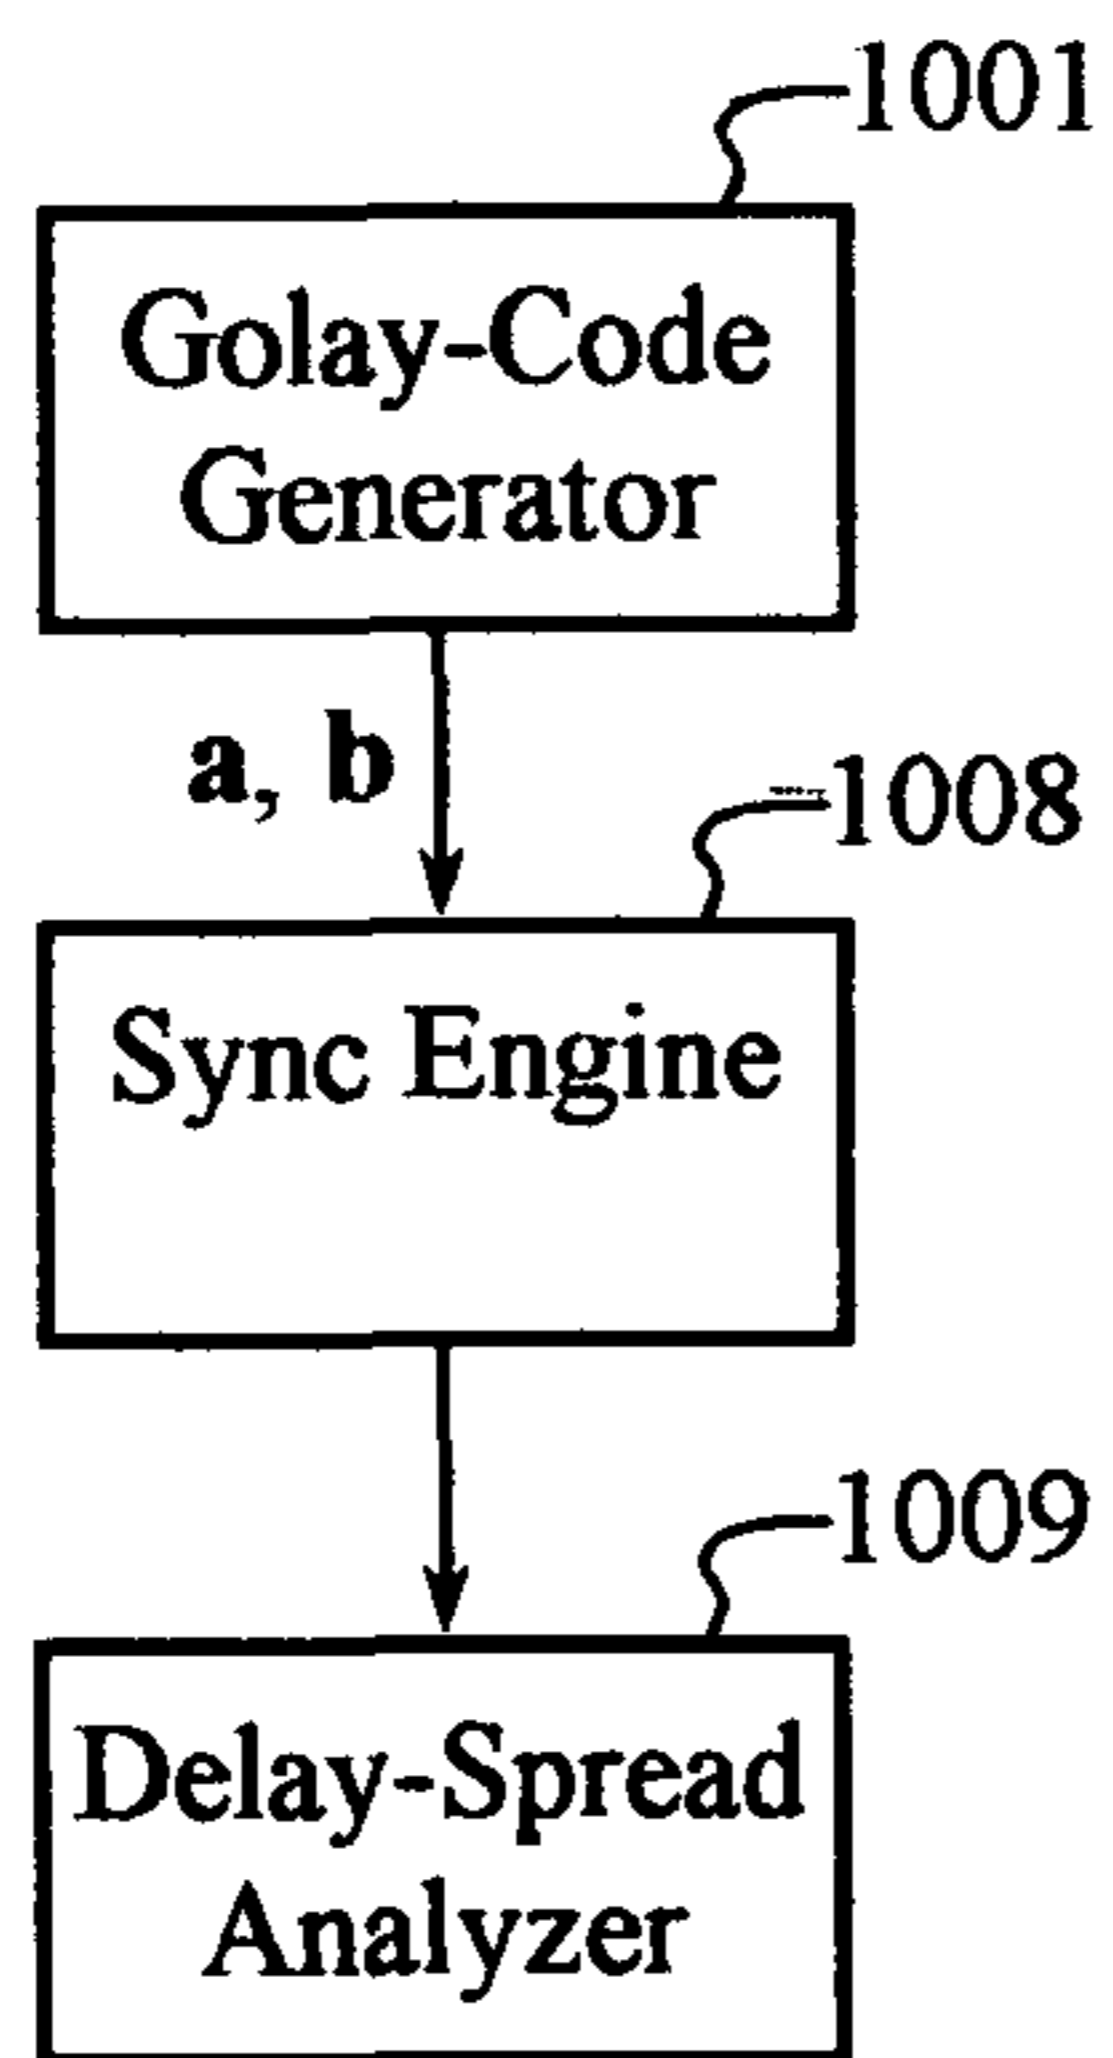 1001
Golay-Code
Generator
a, b
1008
Sync Engine
1009
Delay-Spread
Analyzer